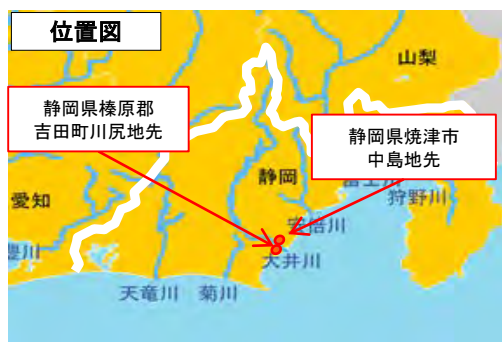 位置図
山梨
静岡県榛原郡
吉田町川尻地先
静岡県焼津市
中島地先
静岡
愛知
富士川
狩野川
安倍川
豊川
大井川
天竜川
菊川